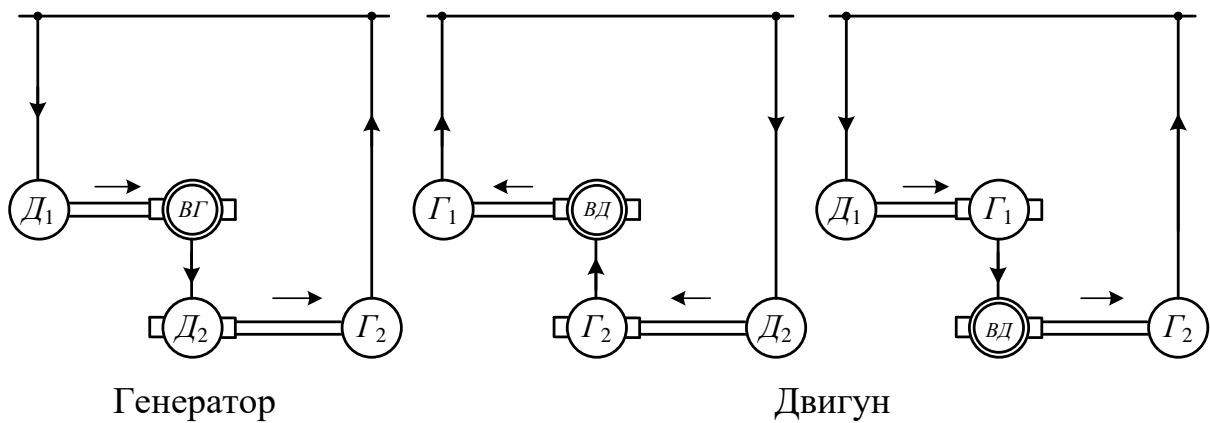 Д₁ ВГ Г₁ ВД Д₁ Г₁
Д₂ Г₂ Г₂ Д₂ ВД Г₂
Генератор Двигун